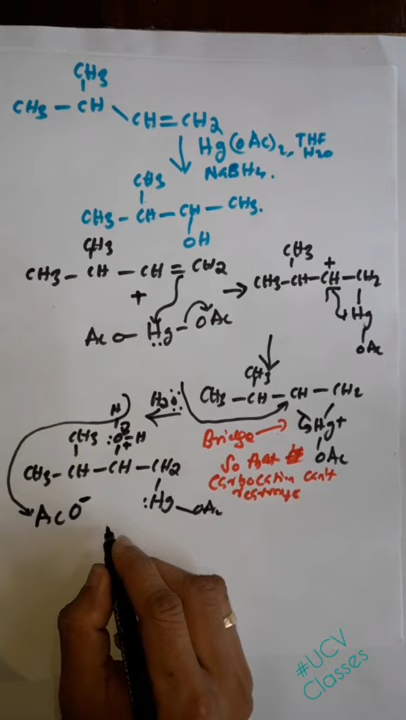 CH3
CH3 - CH
CH = CH2
Hg(OAc)2, THF
H2O
NaBH4.
CH3
CH3 - CH - CH - CH3.
OH
CH3
CH3 - CH - CH = CH2
+
Ac O - Hg: - OAc
CH3 +
CH3 - CH - CH - CH2
Hg
OAc
CH3
CH3 - CH - CH - CH2
Hg+
OAc
H2O:
Bridge
So that
carbocation can't
H
:O - H
+
CH3
CH3 - CH - CH - CH2
:Hg - OAc
AcO-
#UCV
Classes